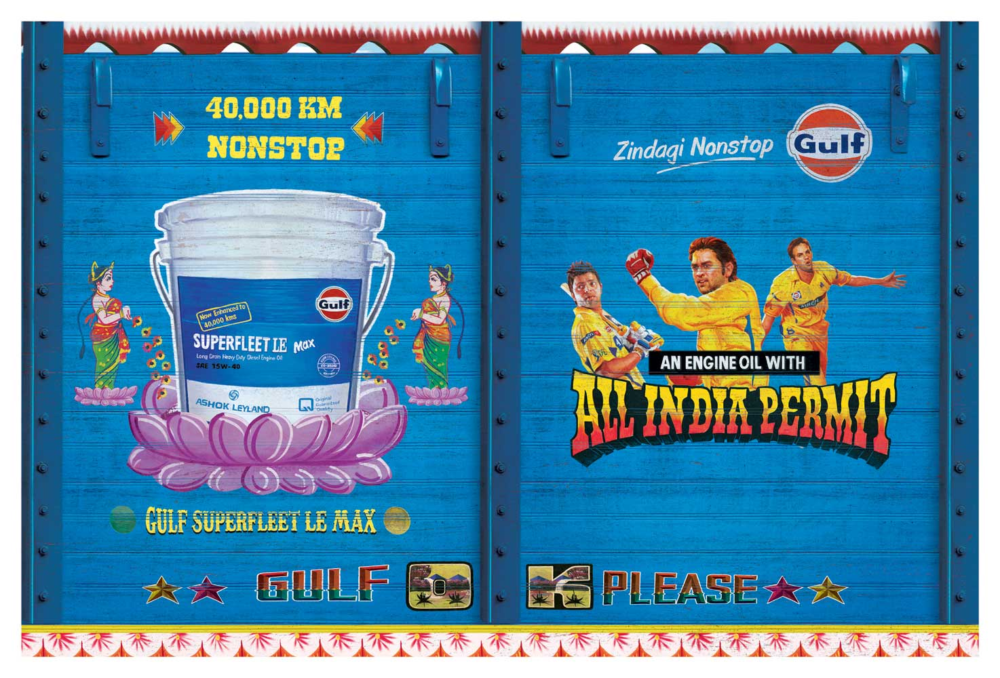 40,000 KM
NONSTOP
Gulf
Now Enhanced to
40,000 kms
SUPERFLEET LE Max
Long Drain Heavy Duty Diesel Engine Oil
SAE 15W-40
ASHOK LEYLAND
Original
Guaranteed
Quality
GULF SUPERFLEET LE MAX
Zindagi Nonstop Gulf
AN ENGINE OIL WITH
ALL INDIA PERMIT
GULF OK PLEASE